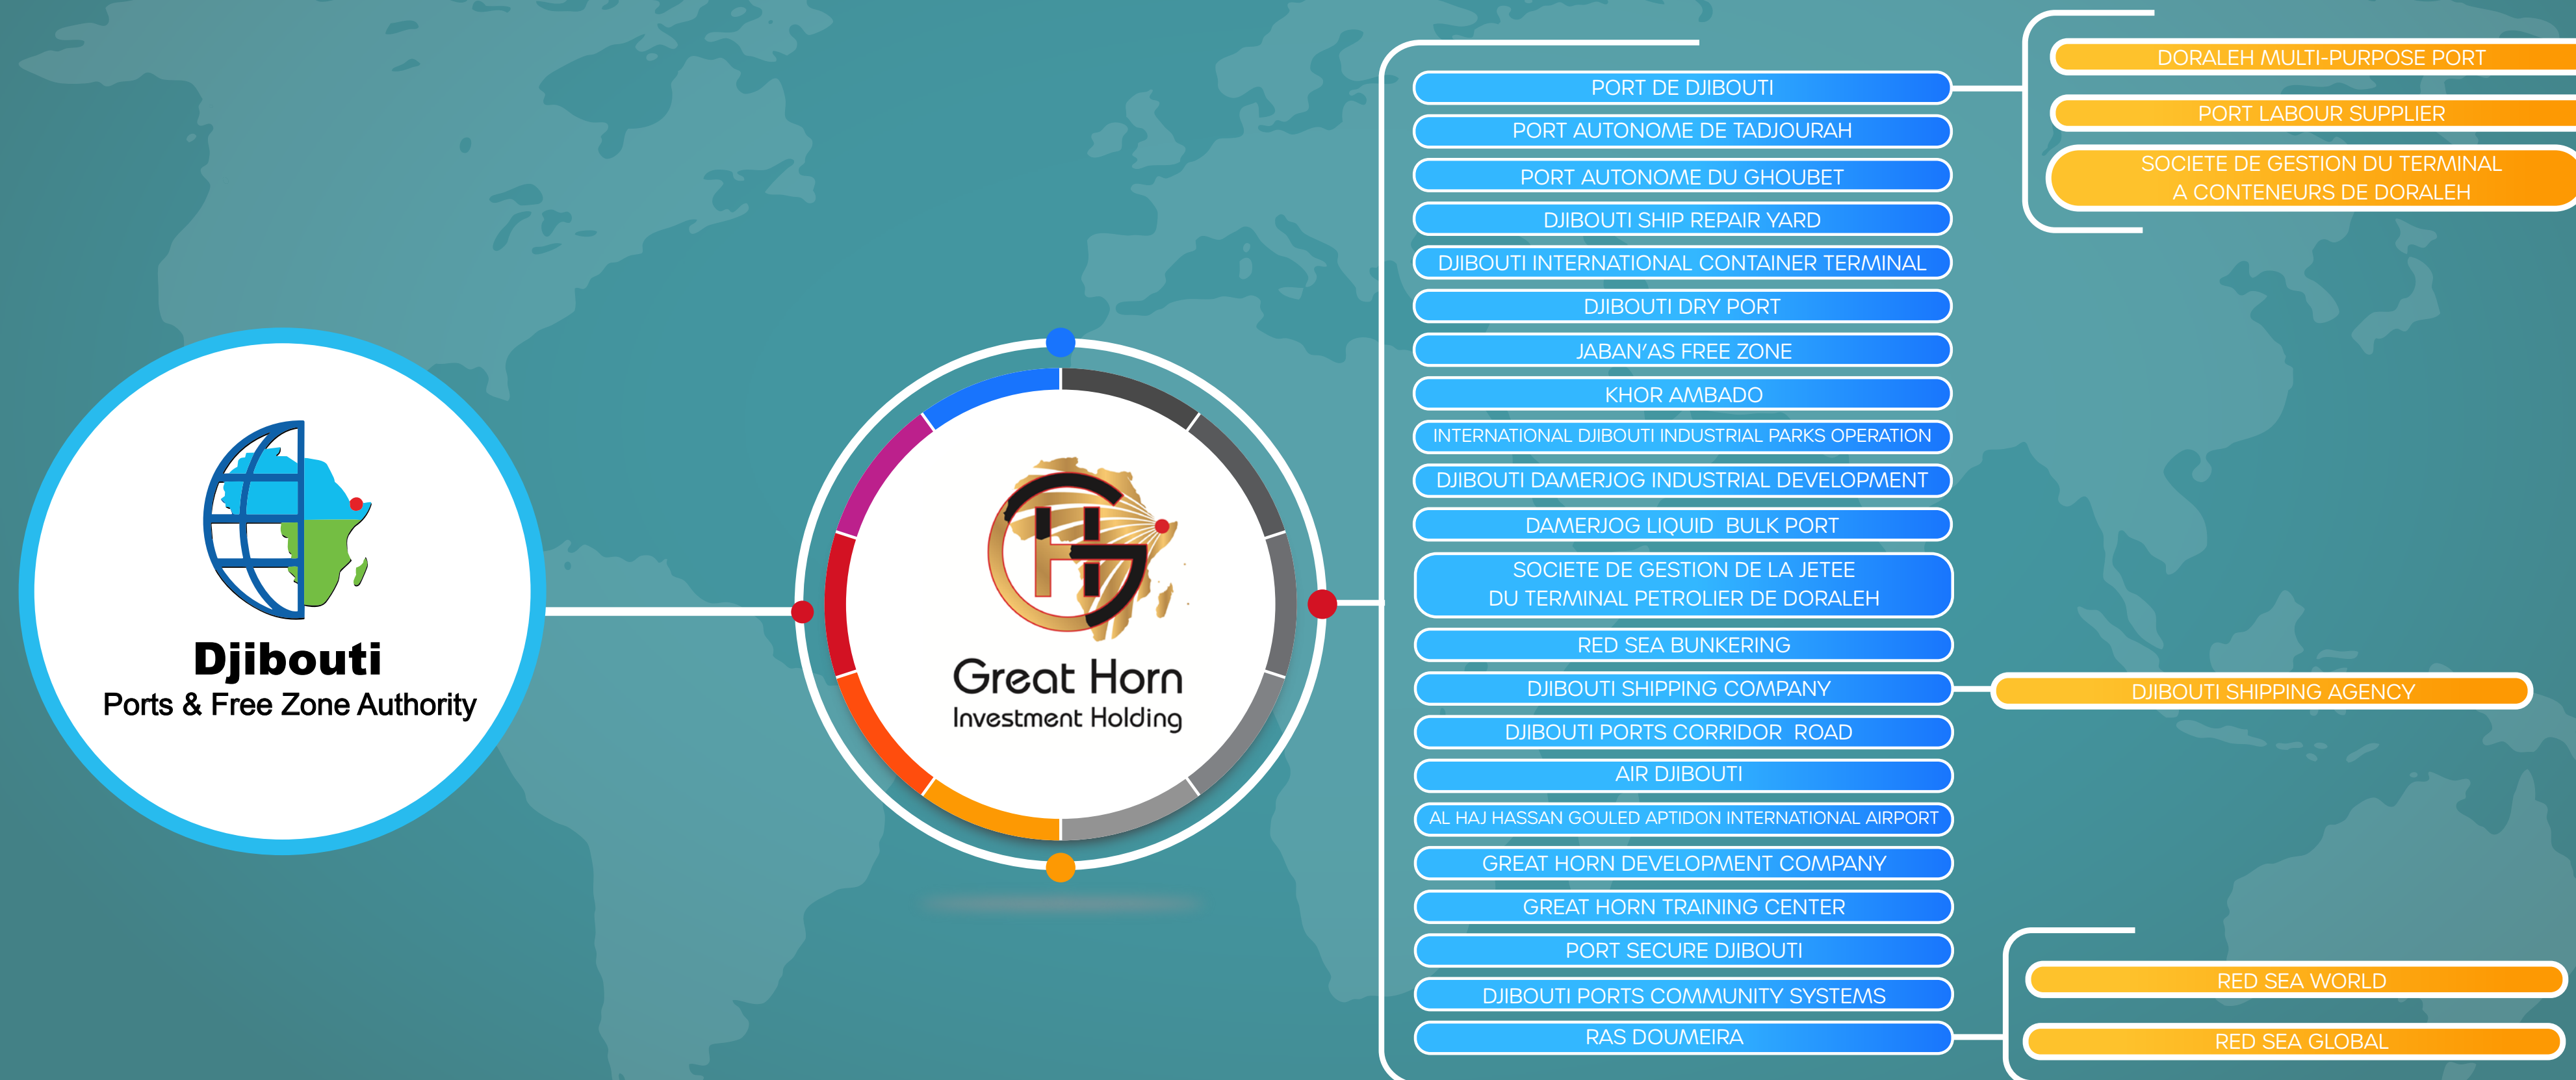 Djibouti
Ports & Free Zone Authority
GH
Great Horn
Investment Holding
PORT DE DJIBOUTI
PORT AUTONOME DE TADJOURAH
PORT AUTONOME DU GHOUBET
DJIBOUTI SHIP REPAIR YARD
DJIBOUTI INTERNATIONAL CONTAINER TERMINAL
DJIBOUTI DRY PORT
JABAN'AS FREE ZONE
KHOR AMBADO
INTERNATIONAL DJIBOUTI INDUSTRIAL PARKS OPERATION
DJIBOUTI DAMERJOG INDUSTRIAL DEVELOPMENT
DAMERJOG LIQUID BULK PORT
SOCIETE DE GESTION DE LA JETEE
DU TERMINAL PETROLIER DE DORALEH
RED SEA BUNKERING
DJIBOUTI SHIPPING COMPANY
DJIBOUTI PORTS CORRIDOR ROAD
AIR DJIBOUTI
AL HAJ HASSAN GOULED APTIDON INTERNATIONAL AIRPORT
GREAT HORN DEVELOPMENT COMPANY
GREAT HORN TRAINING CENTER
PORT SECURE DJIBOUTI
DJIBOUTI PORTS COMMUNITY SYSTEMS
RAS DOUMEIRA
DORALEH MULTI-PURPOSE PORT
PORT LABOUR SUPPLIER
SOCIETE DE GESTION DU TERMINAL
A CONTENEURS DE DORALEH
DJIBOUTI SHIPPING AGENCY
RED SEA WORLD
RED SEA GLOBAL